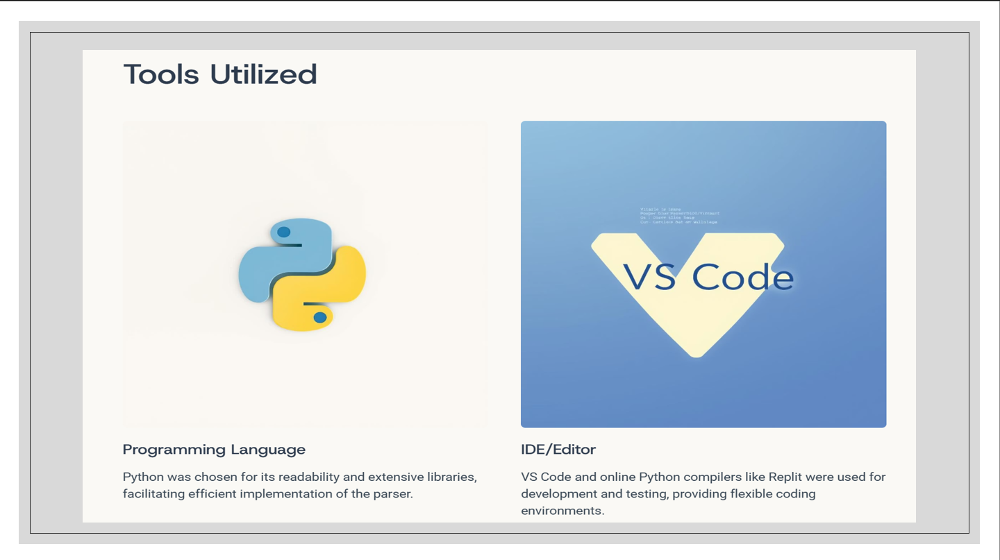 Tools Utilized
VS Code
Programming Language
Python was chosen for its readability and extensive libraries,
facilitating efficient implementation of the parser.
IDE/Editor
VS Code and online Python compilers like Replit were used for
development and testing, providing flexible coding
environments.